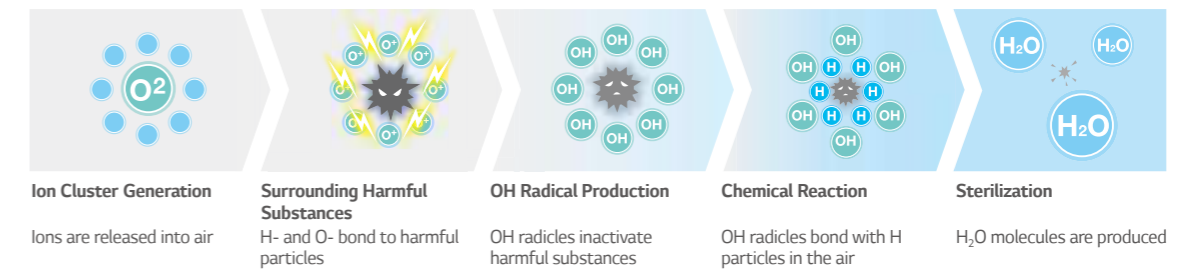 O²
O⁺
O⁺
O⁺
O⁺
O⁺
O⁺
O⁺
O⁺
OH
OH
OH
OH
OH
OH
OH
OH
OH
OH
H
H
OH
H
H
OH
H
H
OH
OH
H₂O
H₂O
H₂O
Ion Cluster Generation
Ions are released into air
Surrounding Harmful
Substances
H- and O- bond to harmful
particles
OH Radical Production
OH radicles inactivate
harmful substances
Chemical Reaction
OH radicles bond with H
particles in the air
Sterilization
H₂O molecules are produced